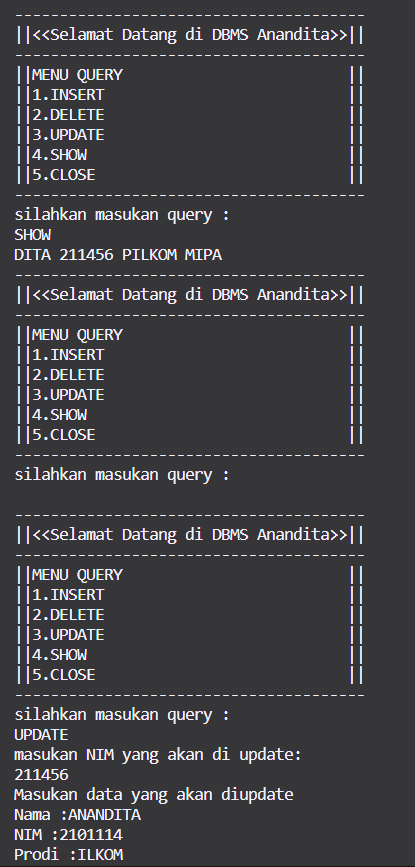 ---------------------------------------
||<<Selamat Datang di DBMS Anandita>>||
---------------------------------------
||MENU QUERY                         ||
||1.INSERT                           ||
||2.DELETE                           ||
||3.UPDATE                           ||
||4.SHOW                             ||
||5.CLOSE                            ||
---------------------------------------
silahkan masukan query :
SHOW
DITA 211456 PILKOM MIPA
---------------------------------------
||<<Selamat Datang di DBMS Anandita>>||
---------------------------------------
||MENU QUERY                         ||
||1.INSERT                           ||
||2.DELETE                           ||
||3.UPDATE                           ||
||4.SHOW                             ||
||5.CLOSE                            ||
---------------------------------------
silahkan masukan query :

---------------------------------------
||<<Selamat Datang di DBMS Anandita>>||
---------------------------------------
||MENU QUERY                         ||
||1.INSERT                           ||
||2.DELETE                           ||
||3.UPDATE                           ||
||4.SHOW                             ||
||5.CLOSE                            ||
---------------------------------------
silahkan masukan query :
UPDATE
masukan NIM yang akan di update:
211456
Masukan data yang akan diupdate
Nama :ANANDITA
NIM :2101114
Prodi :ILKOM